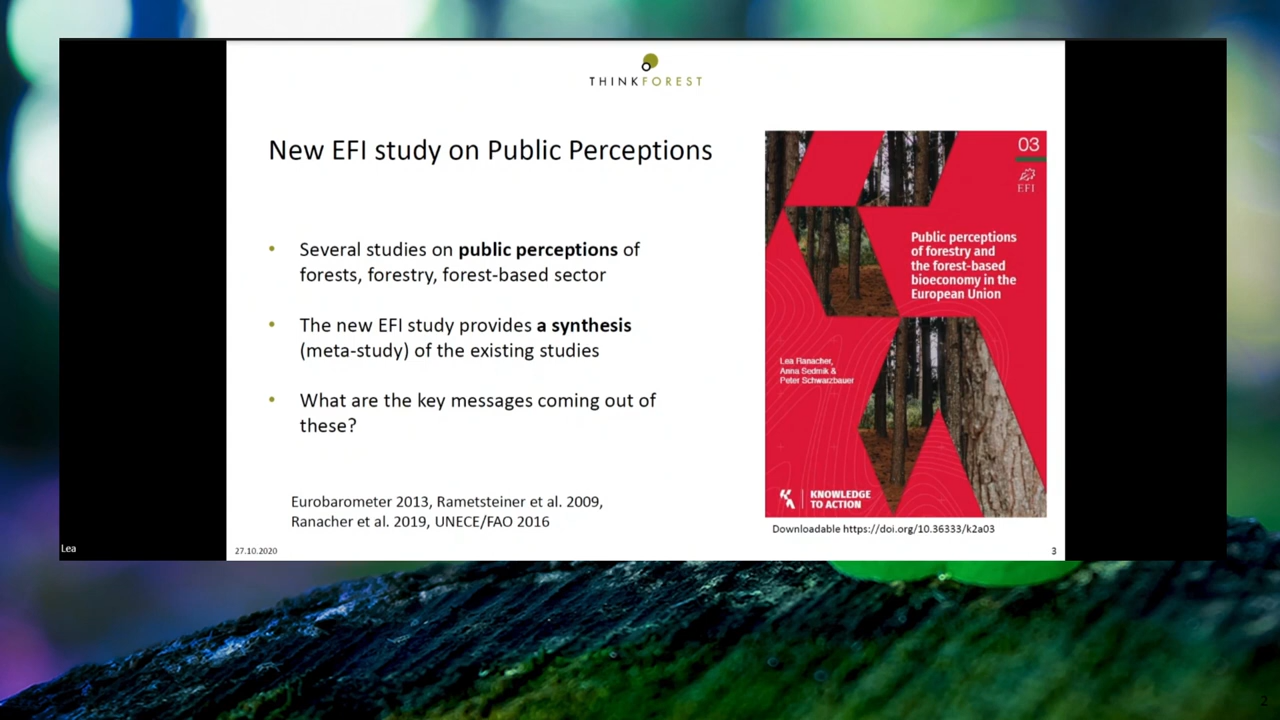 THINKFOREST
New EFI study on Public Perceptions
• Several studies on public perceptions of
forests, forestry, forest-based sector
• The new EFI study provides a synthesis
(meta-study) of the existing studies
• What are the key messages coming out of
these?
Eurobarometer 2013, Rametsteiner et al. 2009,
Ranacher et al. 2019, UNECE/FAO 2016
03
EFI
Public perceptions
of forestry and
the forest-based
bioeconomy in the
European Union
Lea Ranacher,
Anna Sedmik &
Peter Schwarzbauer
KNOWLEDGE
TO ACTION
Downloadable https://doi.org/10.36333/k2a03
Lea
27.10.2020
3
2